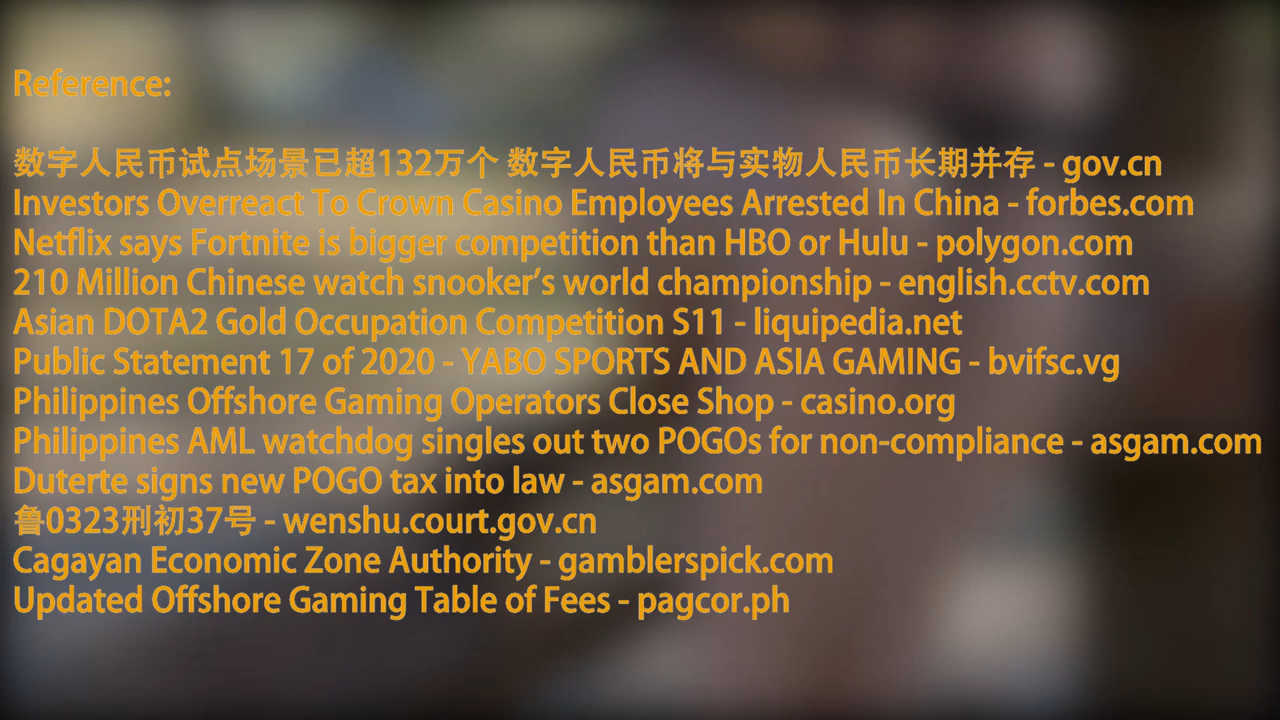 Reference:
数字人民币试点场景已超132万个 数字人民币将与实物人民币长期并存 - gov.cn
Investors Overreact To Crown Casino Employees Arrested In China - forbes.com
Netflix says Fortnite is bigger competition than HBO or Hulu - polygon.com
210 Million Chinese watch snooker’s world championship - english.cctv.com
Asian DOTA2 Gold Occupation Competition S11 - liquipedia.net
Public Statement 17 of 2020 - YABO SPORTS AND ASIA GAMING - bvifsc.vg
Philippines Offshore Gaming Operators Close Shop - casino.org
Philippines AML watchdog singles out two POGOs for non-compliance - asgam.com
Duterte signs new POGO tax into law - asgam.com
鲁0323刑初37号 - wenshu.court.gov.cn
Cagayan Economic Zone Authority - gamblerspick.com
Updated Offshore Gaming Table of Fees - pagcor.ph